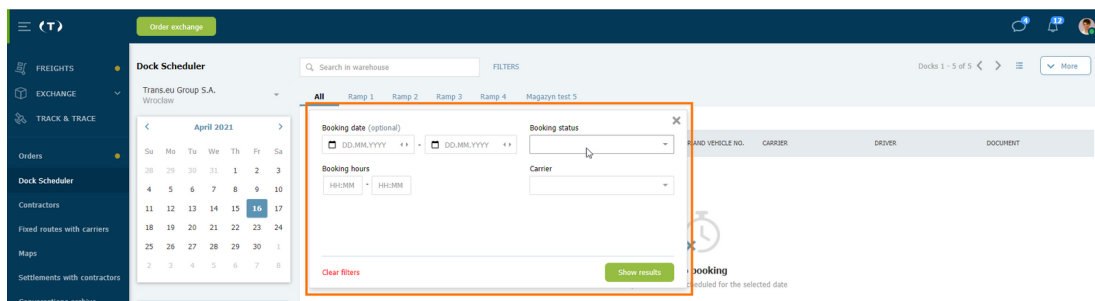 (T)
Order exchange
4
12
FREIGHTS
EXCHANGE
TRACK & TRACE
Orders
Dock Scheduler
Contractors
Fixed routes with carriers
Maps
Settlements with contractors
Dock Scheduler
Trans.eu Group S.A.
Wrocław
April 2021
Su Mo Tu We Th Fr Sa
28 29 30 31 1 2 3
4 5 6 7 8 9 10
11 12 13 14 15 16 17
18 19 20 21 22 23 24
25 26 27 28 29 30 1
2 3 4 5 6 7 8
Search in warehouse
FILTERS
Docks 1 - 5 of 5
More
All Ramp 1 Ramp 2 Ramp 3 Ramp 4 Magazyn test 5
Booking date (optional)
DD.MM.YYYY - DD.MM.YYYY
Booking status
Booking hours
HH:MM - HH:MM
Carrier
Clear filters
Show results
AND VEHICLE NO. CARRIER DRIVER DOCUMENT
booking
scheduled for the selected date